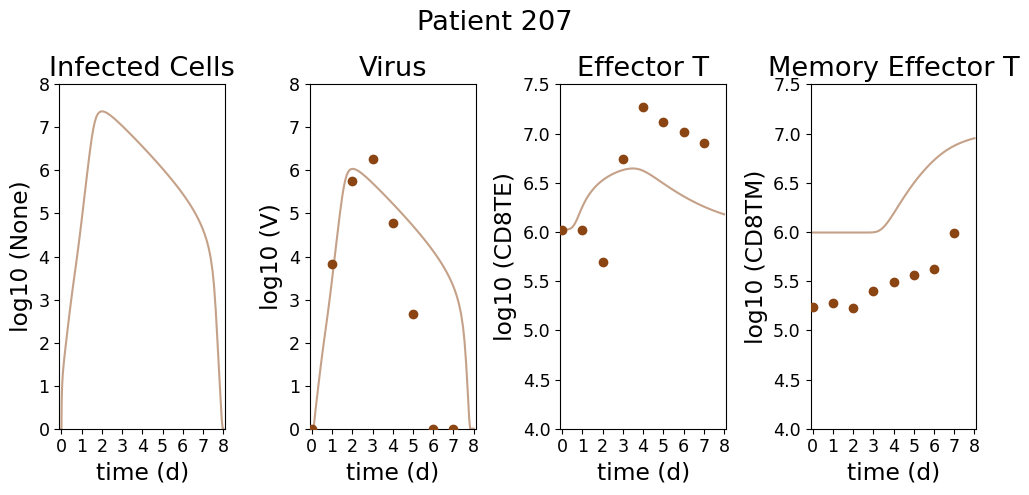 Patient 207
Infected Cells
Virus
Effector T
Memory Effector T
log10 (None)
8
7
6
5
4
3
2
1
0
0 1 2 3 4 5 6 7 8
time (d)
log10 (V)
8
7
6
5
4
3
2
1
0
0 1 2 3 4 5 6 7 8
time (d)
log10 (CD8TE)
7.5
7.0
6.5
6.0
5.5
5.0
4.5
4.0
0 1 2 3 4 5 6 7 8
time (d)
log10 (CD8TM)
7.5
7.0
6.5
6.0
5.5
5.0
4.5
4.0
0 1 2 3 4 5 6 7 8
time (d)